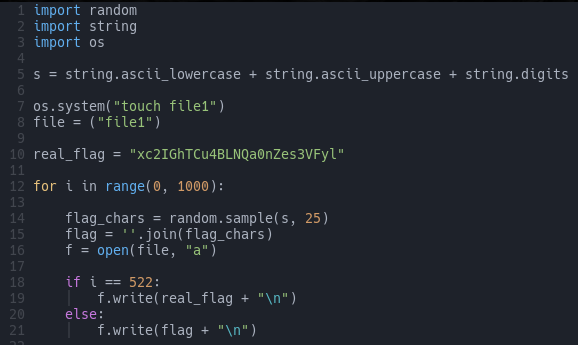 1 import random
2 import string
3 import os
4
5 s = string.ascii_lowercase + string.ascii_uppercase + string.digits
6
7 os.system("touch file1")
8 file = ("file1")
9
10 real_flag = "xc2IGhTCu4BLNQa0nZes3VFyl"
11
12 for i in range(0, 1000):
13
14     flag_chars = random.sample(s, 25)
15     flag = ''.join(flag_chars)
16     f = open(file, "a")
17
18     if i == 522:
19         f.write(real_flag + "\n")
20     else:
21         f.write(flag + "\n")